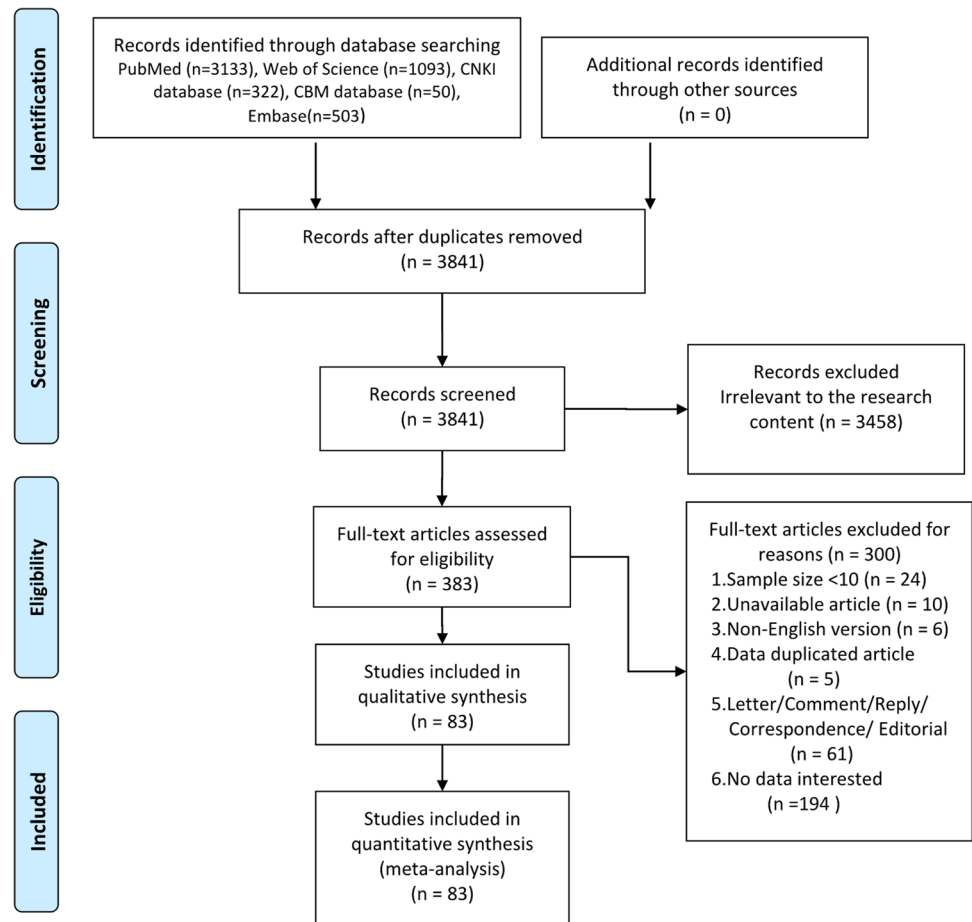 Identification
Records identified through database searching
PubMed (n=3133), Web of Science (n=1093), CNKI
database (n=322), CBM database (n=50),
Embase(n=503)
Additional records identified
through other sources
(n = 0)
Records after duplicates removed
(n = 3841)
Screening
Records screened
(n = 3841)
Records excluded
Irrelevant to the research
content (n = 3458)
Eligibility
Full-text articles assessed
for eligibility
(n = 383)
Full-text articles excluded for
reasons (n = 300)
1.Sample size <10 (n = 24)
2.Unavailable article (n = 10)
3.Non-English version (n = 6)
4.Data duplicated article
(n = 5)
5.Letter/Comment/Reply/
Correspondence/ Editorial
(n = 61)
6.No data interested
(n =194 )
Studies included in
qualitative synthesis
(n = 83)
Included
Studies included in
quantitative synthesis
(meta-analysis)
(n = 83)